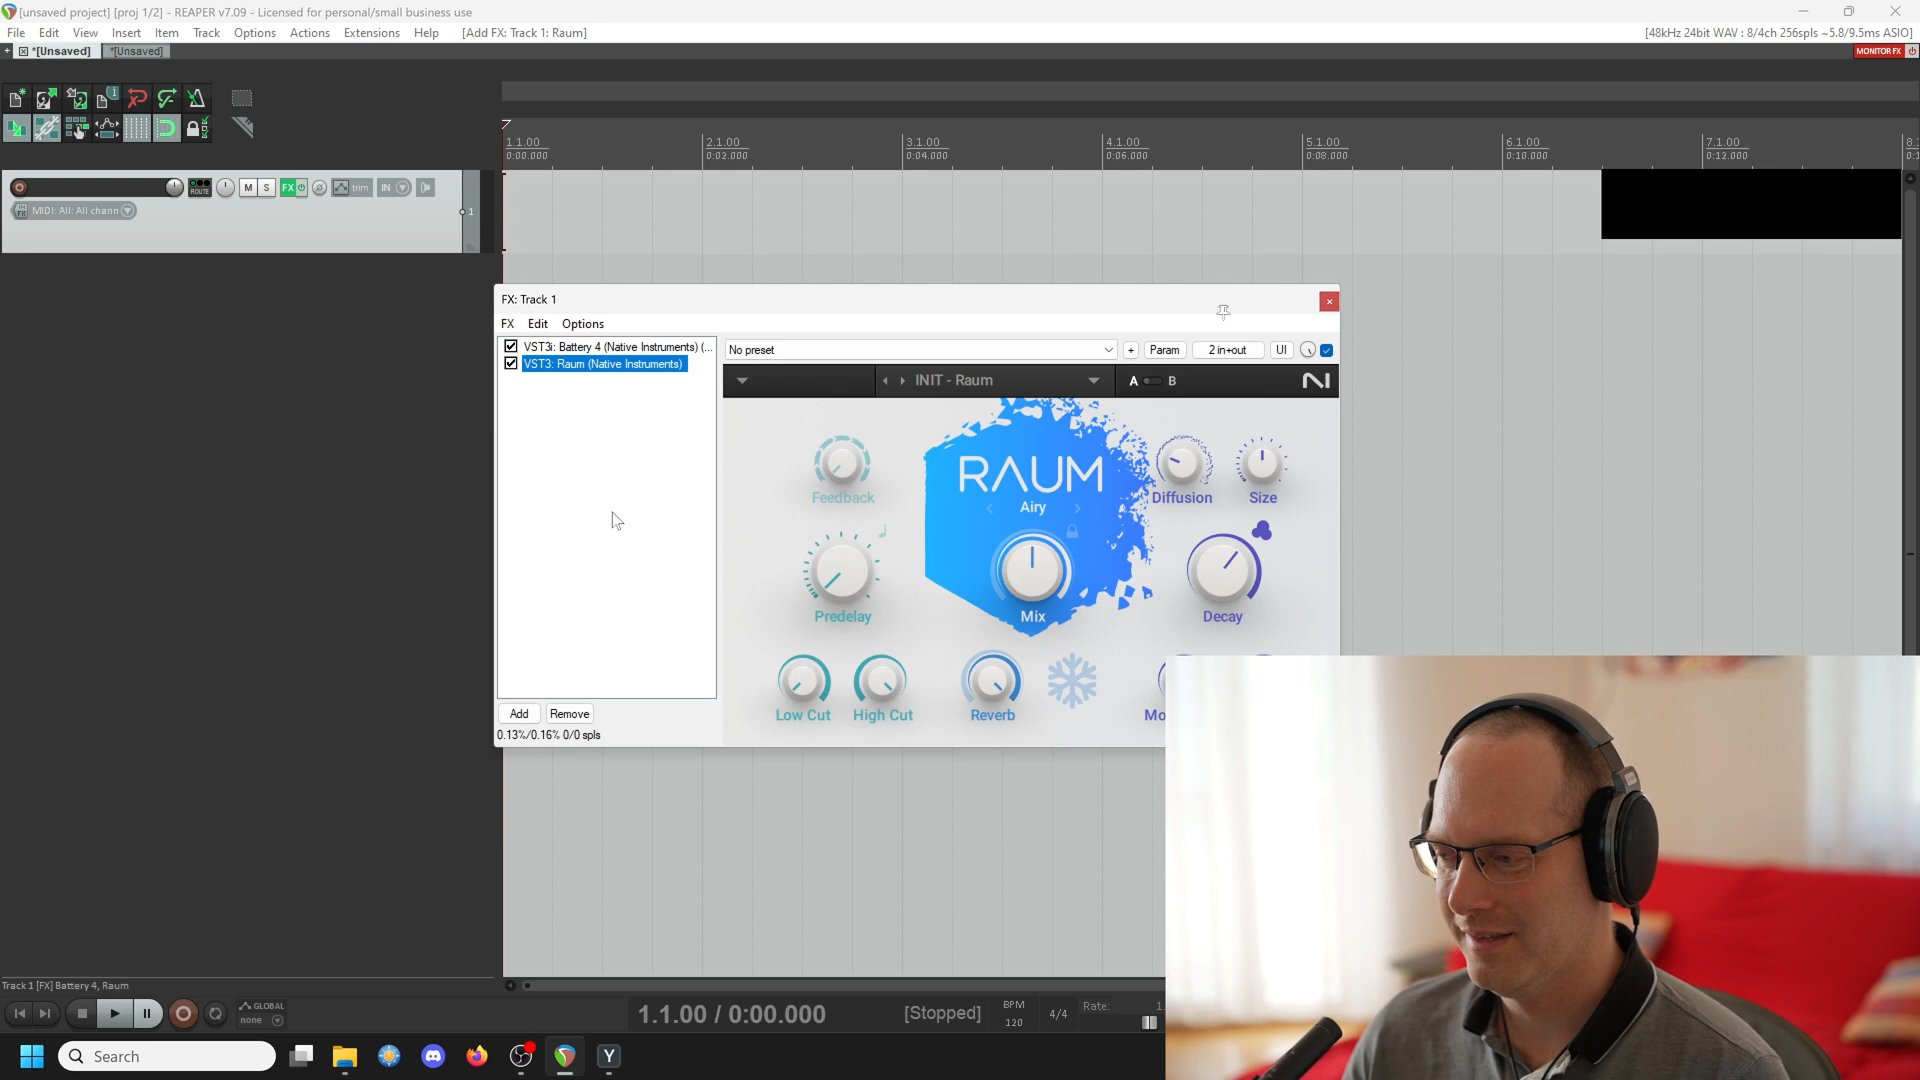 [unsaved project] [proj 1/2] - REAPER v7.09 - Licensed for personal/small business use
File Edit View Insert Item Track Options Actions Extensions Help [Add FX: Track 1: Raum]
[48kHz 24bit WAV : 8/4ch 256spls ~5.8/9.5ms ASIO]
+ *[Unsaved] *[Unsaved]
MONITOR FX
1.1.00 2.1.00 3.1.00 4.1.00 5.1.00 6.1.00 7.1.00 8.
0:00.000 0:02.000 0:04.000 0:06.000 0:08.000 0:10.000 0:12.000 0:1
ROUTE M S FX trim IN
IN FX MIDI: All: All chann
1
FX: Track 1
FX Edit Options
VST3i: Battery 4 (Native Instruments) (...
VST3: Raum (Native Instruments)
No preset + Param 2 in+out UI
INIT - Raum A B
RAUM
Airy
Feedback Diffusion Size
Predelay Mix Decay
Low Cut High Cut Reverb Mo
Add Remove
0.13%/0.16% 0/0 spls
Track 1 [FX] Battery 4, Raum
GLOBAL
none
1.1.00 / 0:00.000 [Stopped]
BPM
120
4/4
Rate: 1
Search
Y